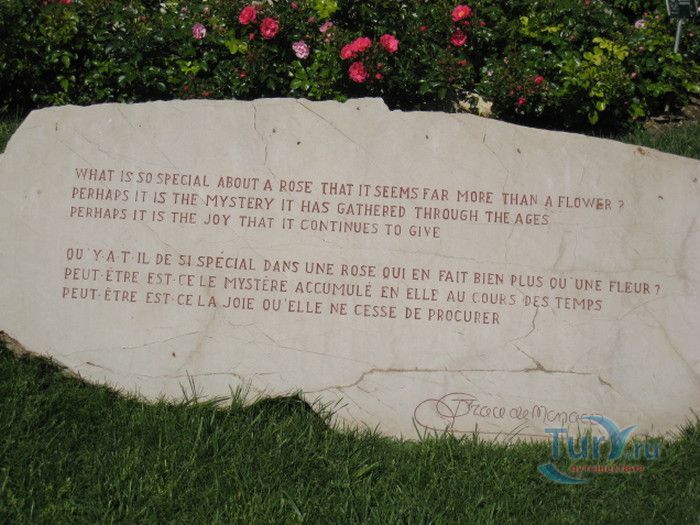 WHAT IS SO SPECIAL ABOUT A ROSE THAT IT SEEMS FAR MORE THAN A FLOWER ?
PERHAPS IT IS THE MYSTERY IT HAS GATHERED THROUGH THE AGES
PERHAPS IT IS THE JOY THAT IT CONTINUES TO GIVE
QU'Y-A-T-IL DE SI SPÉCIAL DANS UNE ROSE QUI EN FAIT BIEN PLUS QU'UNE FLEUR ?
PEUT-ÊTRE EST-CE LE MYSTÈRE ACCUMULÉ EN ELLE AU COURS DES TEMPS
PEUT-ÊTRE EST-CE LA JOIE QU'ELLE NE CESSE DE PROCURER
Grace de Monaco
Tury.ru